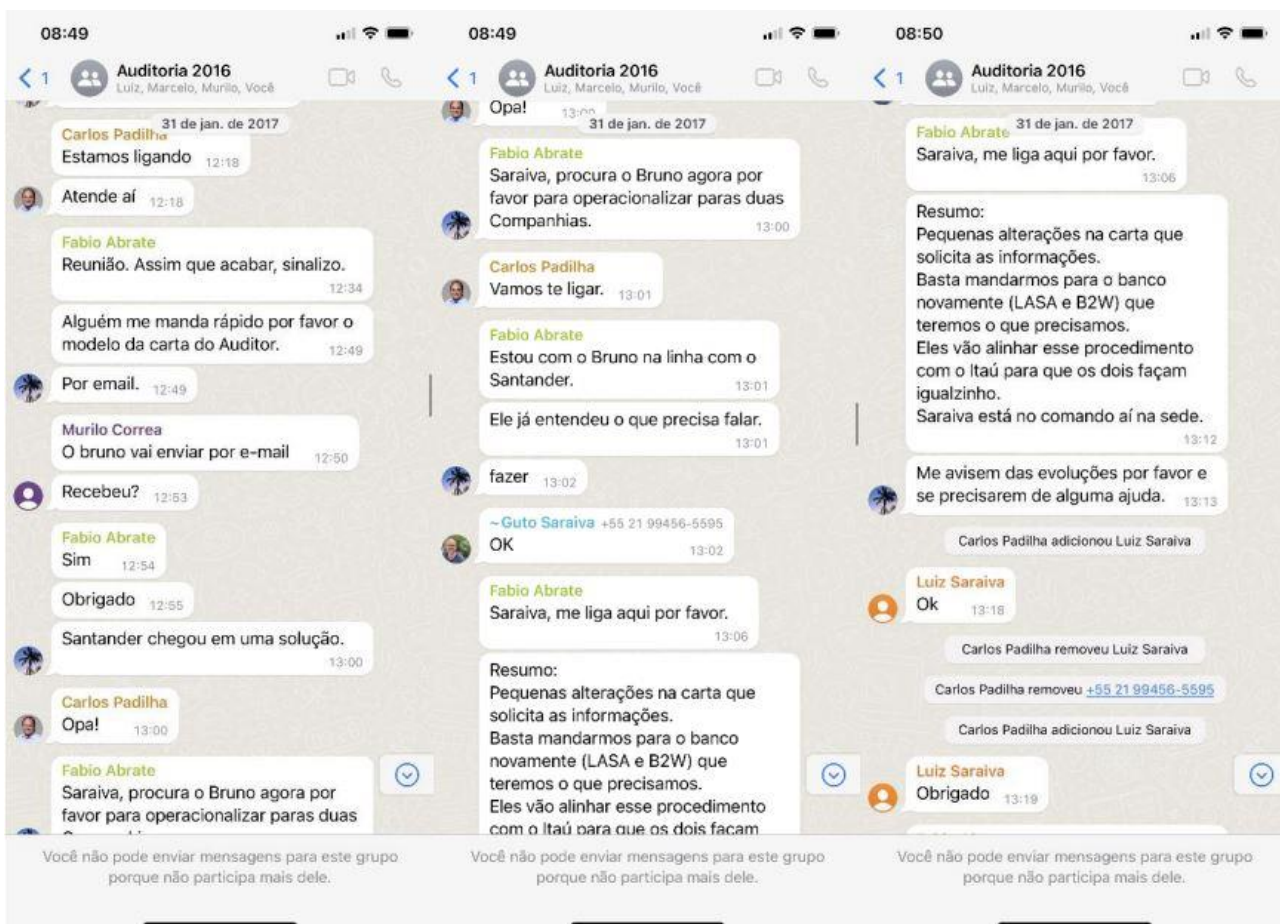 08:49
1
Auditoria 2016
Luiz, Marcelo, Murilo, Você
31 de jan. de 2017
Carlos Padilha
Estamos ligando 12:18
Atende aí 12:18
Fabio Abrate
Reunião. Assim que acabar, sinalizo.
12:34
Alguém me manda rápido por favor o
modelo da carta do Auditor. 12:49
Por email. 12:49
Murilo Correa
O bruno vai enviar por e-mail 12:50
Recebeu? 12:53
Fabio Abrate
Sim 12:54
Obrigado 12:55
Santander chegou em uma solução.
13:00
Carlos Padilha
Opa! 13:00
Fabio Abrate
Saraiva, procura o Bruno agora por
favor para operacionalizar paras duas
Você não pode enviar mensagens para este grupo
porque não participa mais dele.
08:49
1
Auditoria 2016
Luiz, Marcelo, Murilo, Você
Opa! 13:00
31 de jan. de 2017
Fabio Abrate
Saraiva, procura o Bruno agora por
favor para operacionalizar paras duas
Companhias. 13:00
Carlos Padilha
Vamos te ligar. 13:01
Fabio Abrate
Estou com o Bruno na linha com o
Santander. 13:01
Ele já entendeu o que precisa falar.
13:01
fazer 13:02
~Guto Saraiva +55 21 99456-5595
OK 13:02
Fabio Abrate
Saraiva, me liga aqui por favor.
13:06
Resumo:
Pequenas alterações na carta que
solicita as informações.
Basta mandarmos para o banco
novamente (LASA e B2W) que
teremos o que precisamos.
Eles vão alinhar esse procedimento
com o Itaú para que os dois façam
Você não pode enviar mensagens para este grupo
porque não participa mais dele.
08:50
1
Auditoria 2016
Luiz, Marcelo, Murilo, Você
31 de jan. de 2017
Fabio Abrate
Saraiva, me liga aqui por favor.
13:06
Resumo:
Pequenas alterações na carta que
solicita as informações.
Basta mandarmos para o banco
novamente (LASA e B2W) que
teremos o que precisamos.
Eles vão alinhar esse procedimento
com o Itaú para que os dois façam
igualzinho.
Saraiva está no comando aí na sede.
13:12
Me avisem das evoluções por favor e
se precisarem de alguma ajuda. 13:13
Carlos Padilha adicionou Luiz Saraiva
Luiz Saraiva
Ok 13:18
Carlos Padilha removeu Luiz Saraiva
Carlos Padilha removeu +55 21 99456-5595
Carlos Padilha adicionou Luiz Saraiva
Luiz Saraiva
Obrigado 13:19
Você não pode enviar mensagens para este grupo
porque não participa mais dele.